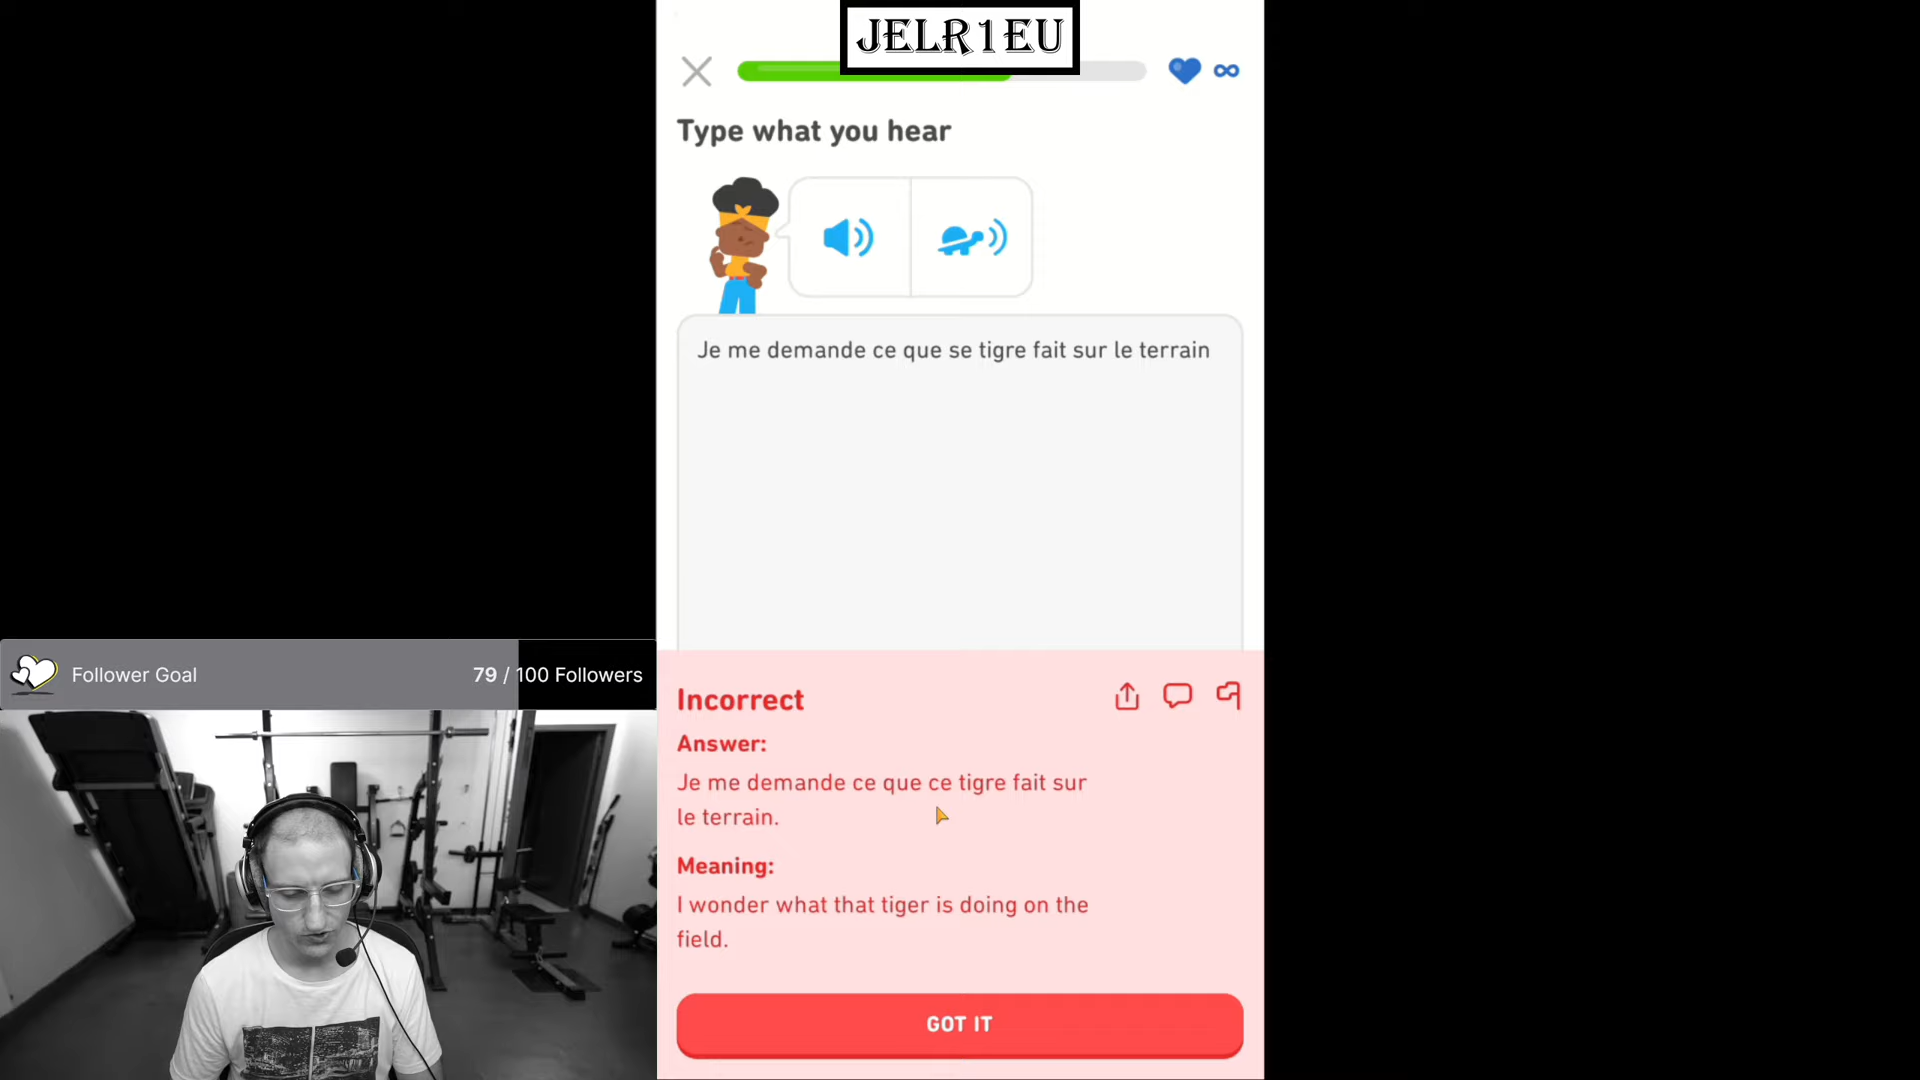 JELR1EU
Type what you hear
Je me demande ce que se tigre fait sur le terrain
Follower Goal
79 / 100 Followers
Incorrect
Answer:
Je me demande ce que ce tigre fait sur
le terrain.
Meaning:
I wonder what that tiger is doing on the
field.
GOT IT